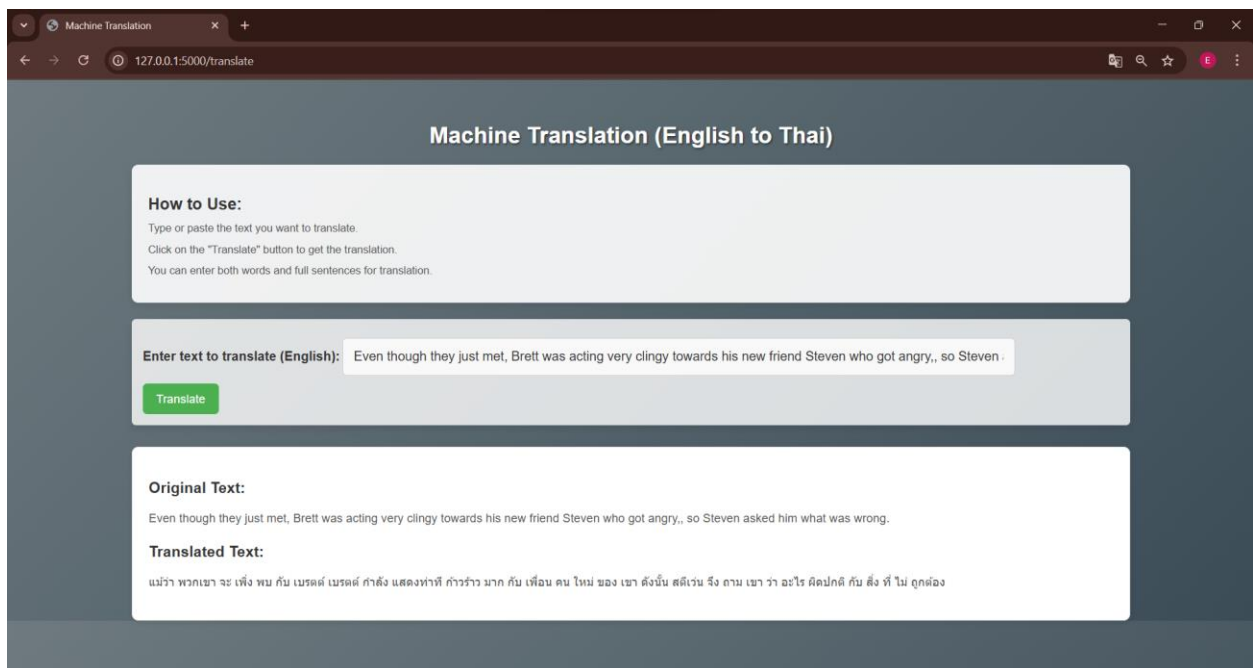 Machine Translation
127.0.0.1:5000/translate
E
Machine Translation (English to Thai)
How to Use:
Type or paste the text you want to translate.
Click on the "Translate" button to get the translation.
You can enter both words and full sentences for translation.
Enter text to translate (English): Even though they just met, Brett was acting very clingy towards his new friend Steven who got angry,, so Steven
Translate
Original Text:
Even though they just met, Brett was acting very clingy towards his new friend Steven who got angry,, so Steven asked him what was wrong.
Translated Text:
แม้ว่า พวกเขา จะ เพิ่ง พบ กับ เบรตต์ เบรตต์ กําลัง แสดงท่าที ก้าวร้าว มาก กับ เพื่อน คน ใหม่ ของ เขา ดังนั้น สตีเว่น จึง ถาม เขา ว่า อะไร ผิดปกติ กับ สิ่ง ที่ ไม่ ถูกต้อง